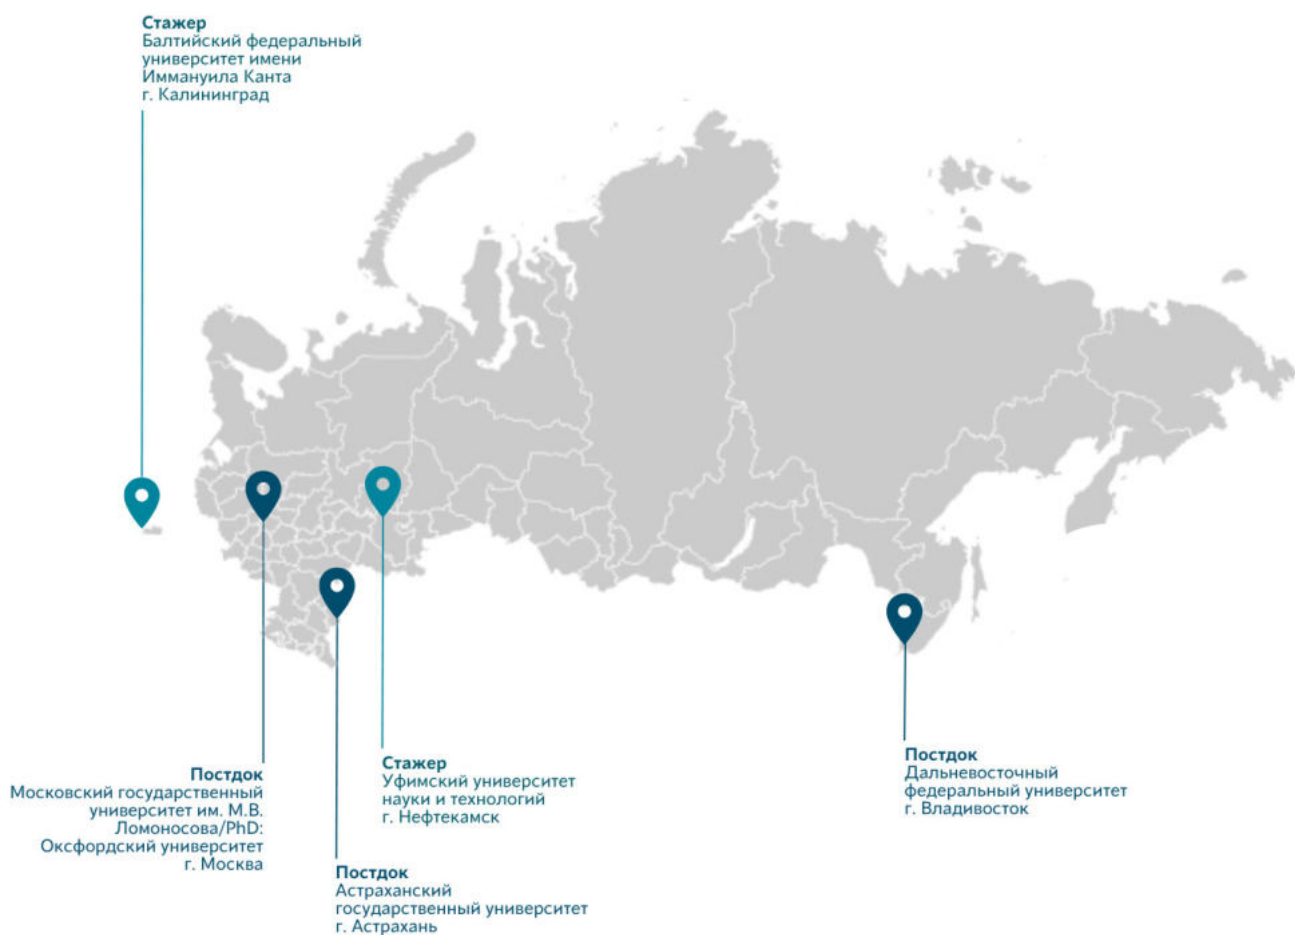 Стажер
Балтийский федеральный
университет имени
Иммануила Канта
г. Калининград
Постдок
Московский государственный
университет им. М.В.
Ломоносова/PhD:
Оксфордский университет
г. Москва
Стажер
Уфимский университет
науки и технологий
г. Нефтекамск
Постдок
Астраханский
государственный университет
г. Астрахань
Постдок
Дальневосточный
федеральный университет
г. Владивосток